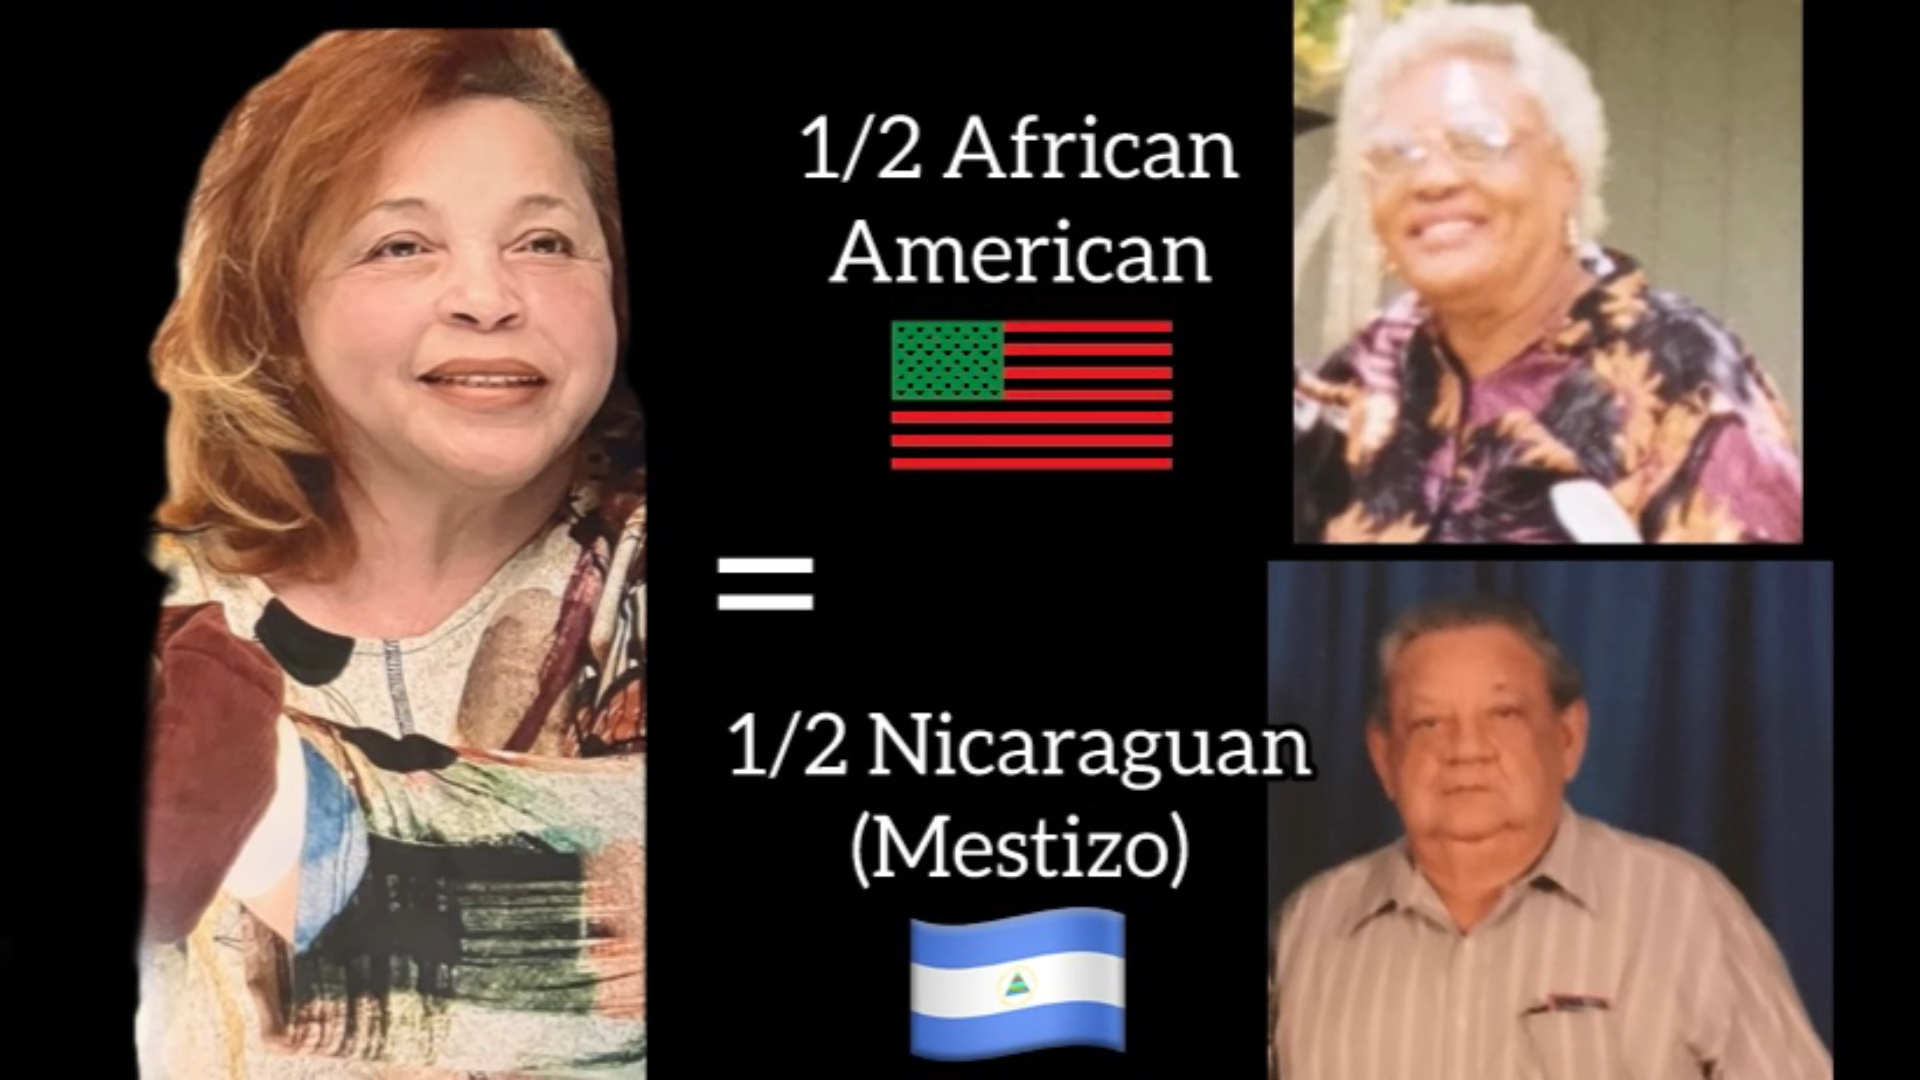 1/2 African
American
=
1/2 Nicaraguan
(Mestizo)